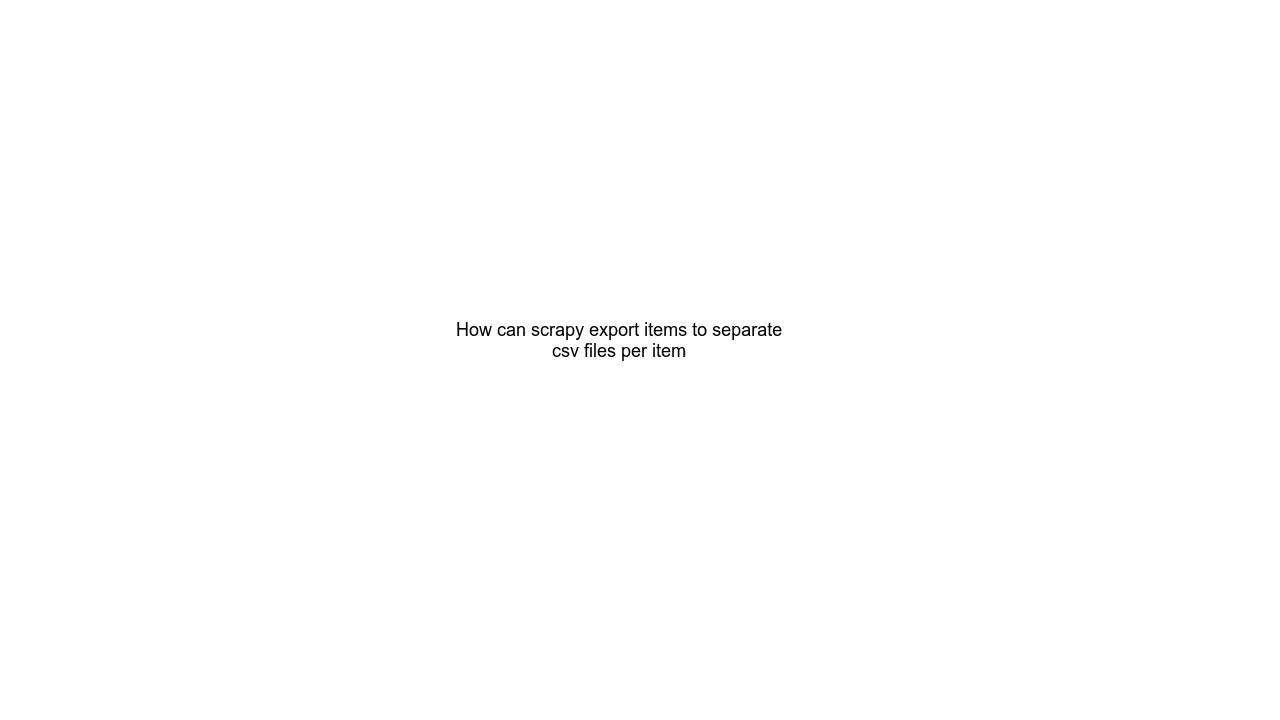 How can scrapy export items to separate
csv files per item